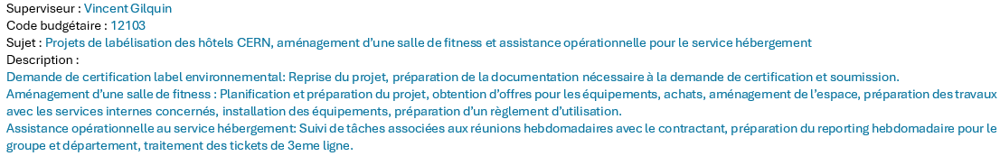 Superviseur : Vincent Gilquin
Code budgétaire : 12103
Sujet : Projets de labélisation des hôtels CERN, aménagement d'une salle de fitness et assistance opérationnelle pour le service hébergement
Description :
Demande de certification label environnemental: Reprise du projet, préparation de la documentation nécessaire à la demande de certification et soumission.
Aménagement d'une salle de fitness : Planification et préparation du projet, obtention d'offres pour les équipements, achats, aménagement de l'espace, préparation des travaux
avec les services internes concernés, installation des équipements, préparation d'un règlement d'utilisation.
Assistance opérationnelle au service hébergement: Suivi de tâches associées aux réunions hebdomadaires avec le contractant, préparation du reporting hebdomadaire pour le
groupe et département, traitement des tickets de 3eme ligne.